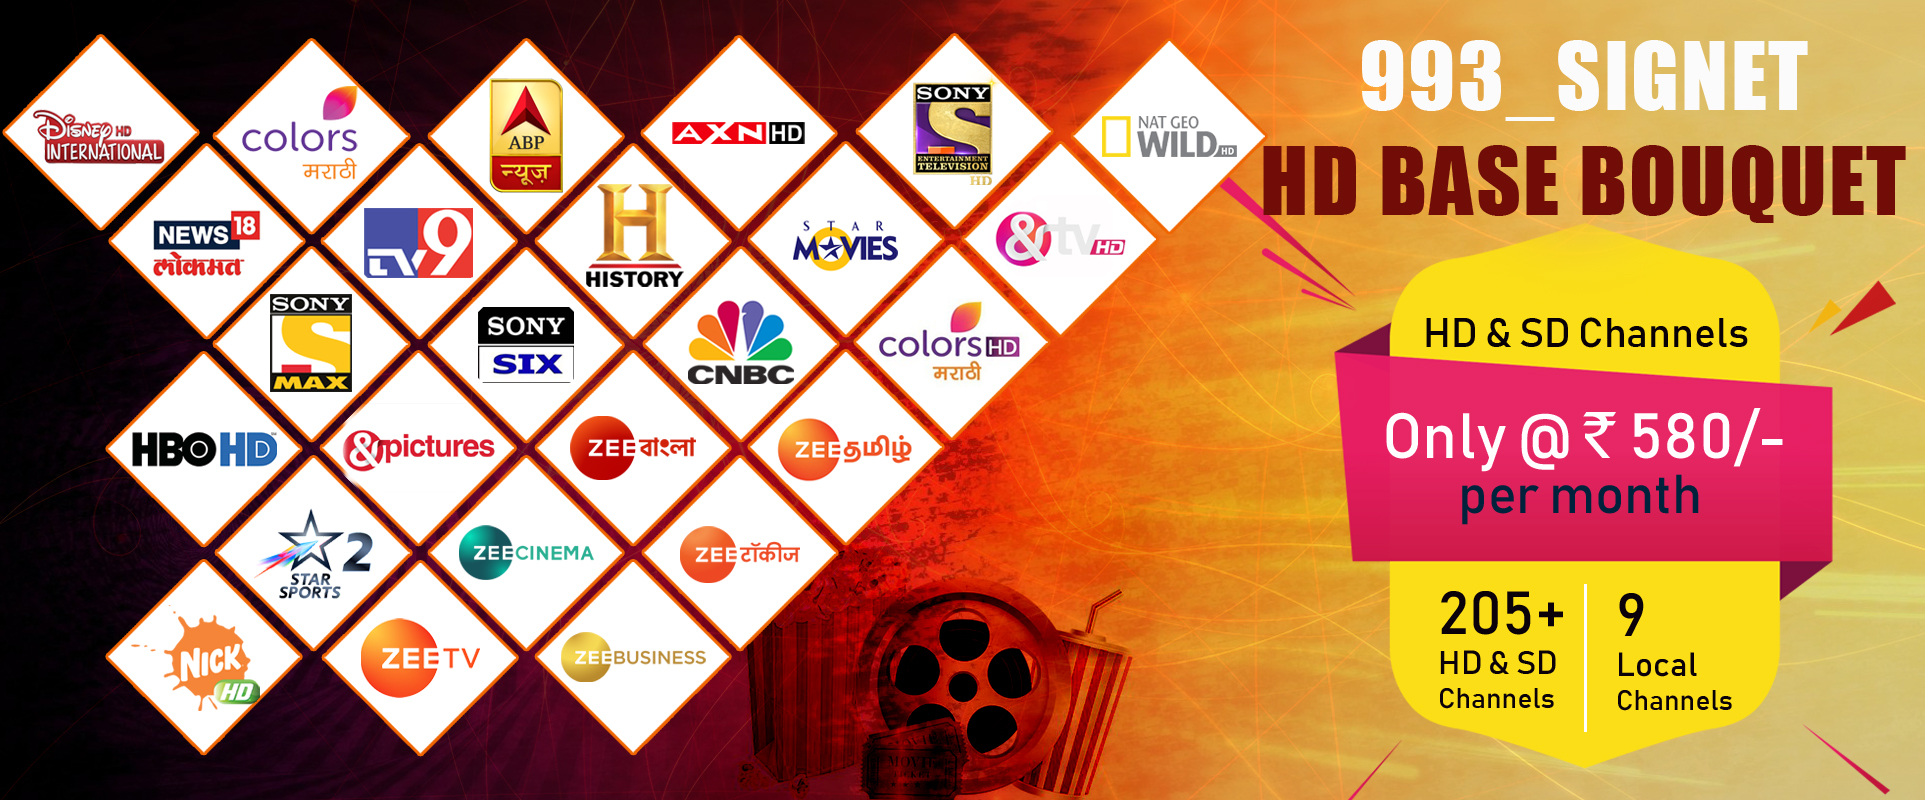 993_SIGNET
HD BASE BOUQUET
HD & SD Channels
Only @ ₹ 580/-
per month
205+
HD & SD
Channels
9
Local
Channels
Disney HD
INTERNATIONAL
colors
मराठी
ABP
न्यूज़
AXN HD
SONY
ENTERTAINMENT
TELEVISION
HD
NAT GEO
WILD HD
NEWS 18
लोकमत
TV9
H
HISTORY
STAR
MOVIES
&tv HD
SONY
S
MAX
SONY
SIX
CNBC
colors HD
मराठी
HBO HD
&pictures
ZEE বাংলা
ZEE தமிழ்
STAR
SPORTS
2
ZEE CINEMA
ZEE टॉकीज
NICK
HD
ZEE TV
ZEE BUSINESS
MOVIE